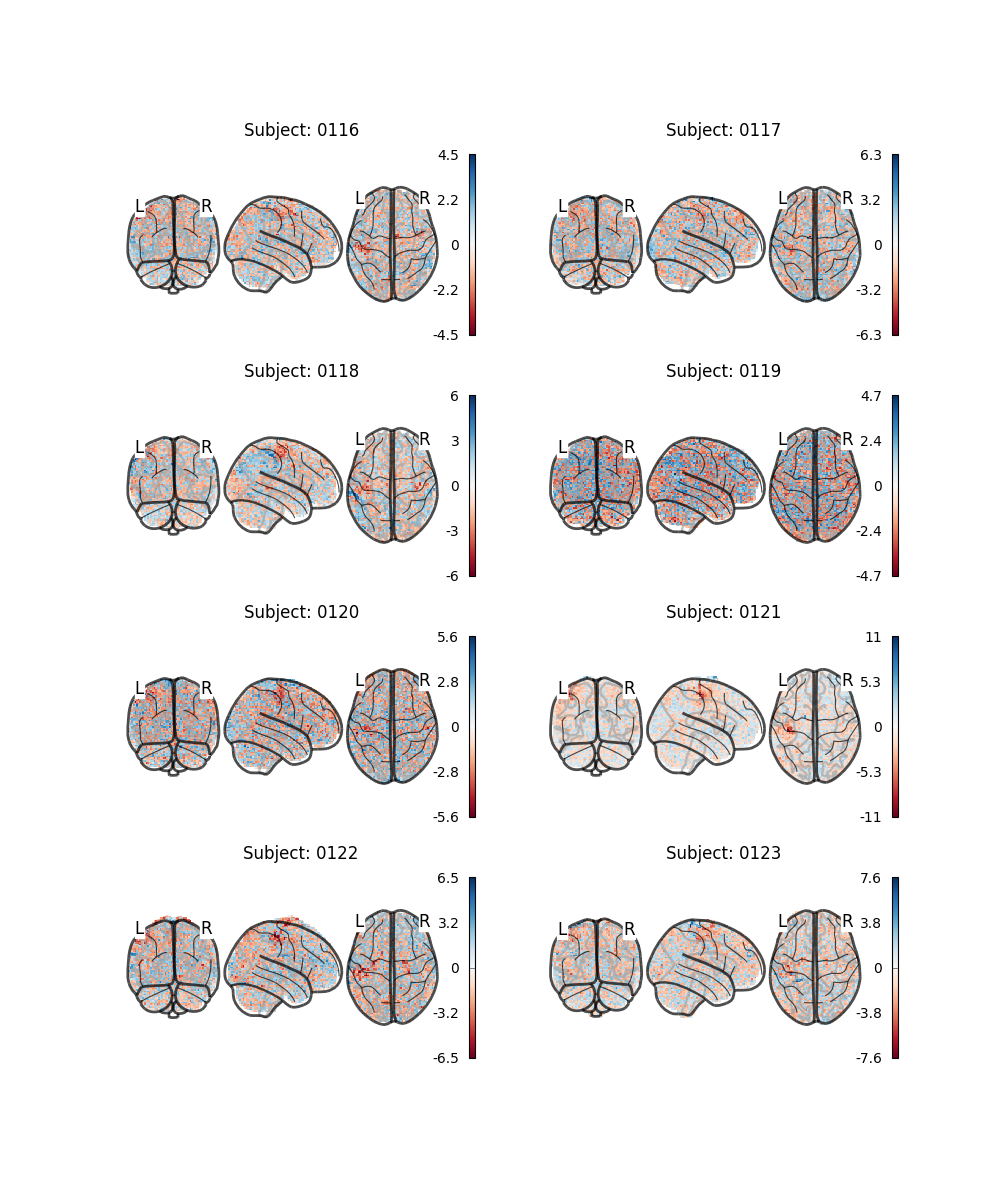 Subject: 0116
4.5
L R L R 2.2
0
-2.2
-4.5
Subject: 0117
6.3
L R L R 3.2
0
-3.2
-6.3
Subject: 0118
6
L R L R 3
0
-3
-6
Subject: 0119
4.7
L R L R 2.4
0
-2.4
-4.7
Subject: 0120
5.6
L R L R 2.8
0
-2.8
-5.6
Subject: 0121
11
L R L R 5.3
0
-5.3
-11
Subject: 0122
6.5
L R L R 3.2
0
-3.2
-6.5
Subject: 0123
7.6
L R L R 3.8
0
-3.8
-7.6